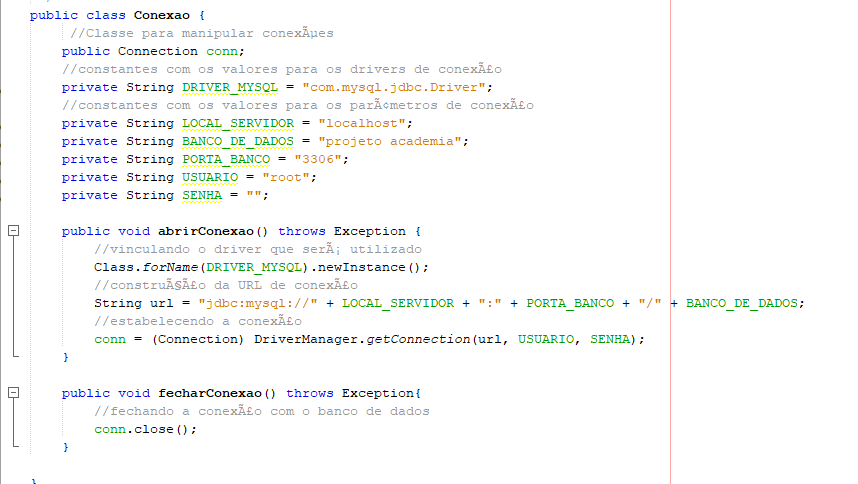 public class Conexao {
//Classe para manipular conexÃµes
public Connection conn;
//constantes com os valores para os drivers de conexÃ£o
private String DRIVER_MYSQL = "com.mysql.jdbc.Driver";
//constantes com os valores para os parÃ¢metros de conexÃ£o
private String LOCAL_SERVIDOR = "localhost";
private String BANCO_DE_DADOS = "projeto academia";
private String PORTA_BANCO = "3306";
private String USUARIO = "root";
private String SENHA = "";
public void abrirConexao() throws Exception {
//vinculando o driver que serÃ¡ utilizado
Class.forName(DRIVER_MYSQL).newInstance();
//construÃ§Ã£o da URL de conexÃ£o
String url = "jdbc:mysql://" + LOCAL_SERVIDOR + ":" + PORTA_BANCO + "/" + BANCO_DE_DADOS;
//estabelecendo a conexÃ£o
conn = (Connection) DriverManager.getConnection(url, USUARIO, SENHA);
}
public void fecharConexao() throws Exception{
//fechando a conexÃ£o com o banco de dados
conn.close();
}
}